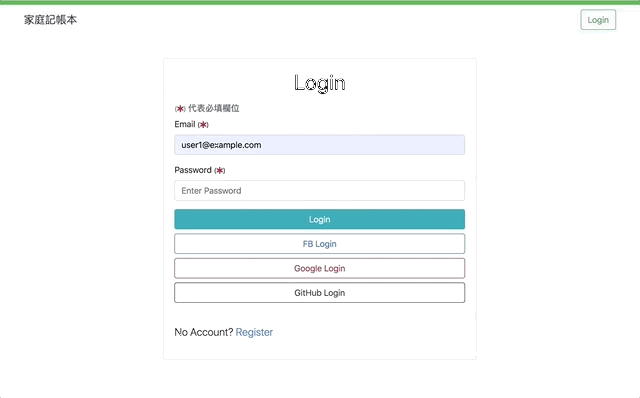 家庭記帳本
Login
Login
(*) 代表必填欄位
Email (*)
user1@example.com
Password (*)
Enter Password
Login
FB Login
Google Login
GitHub Login
No Account? Register